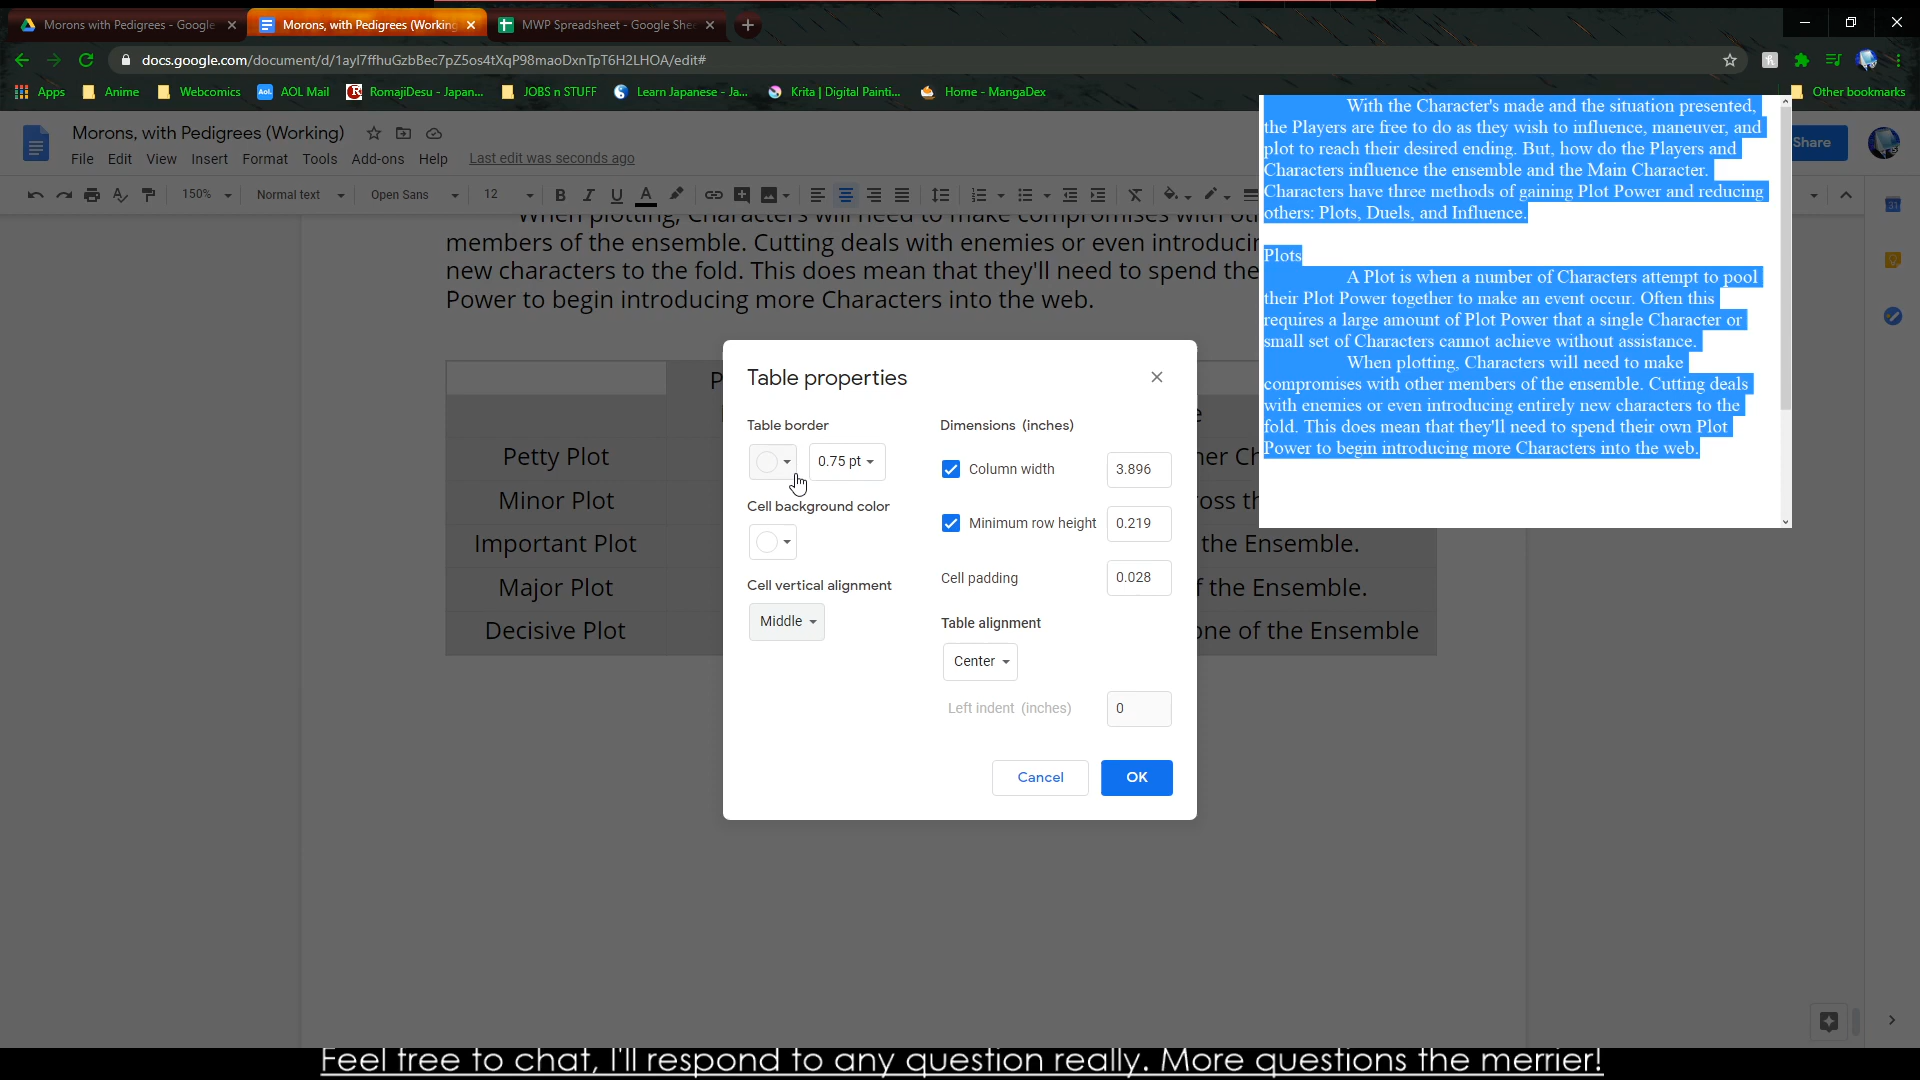 Morons with Pedigrees - Google
Morons, with Pedigrees (Working
MWP Spreadsheet - Google She
docs.google.com/document/d/1ayl7ffhuGzbBec7pZ5os4tXqP98maoDxnTpT6H2LHOA/edit#
Apps
Anime
Webcomics
Aol.
AOL Mail
RomajiDesu - Japan...
JOBS n STUFF
Learn Japanese - Ja...
Krita | Digital Painti...
Home - MangaDex
Other bookmarks
Morons, with Pedigrees (Working)
File Edit View Insert Format Tools Add-ons Help Last edit was seconds ago
Share
150% Normal text Open Sans 12 B I U A
31
When plotting, Characters will need to make compromises with
members of the ensemble. Cutting deals with enemies or even
new characters to the fold. This does mean that they'll need to spend
Power to begin introducing more Characters into the web.
Petty Plot
Minor Plot
Important Plot
the Ensemble.
Major Plot
the Ensemble.
Decisive Plot
of the Ensemble
Table properties
Table border
0.75 pt
Cell background color
Cell vertical alignment
Middle
Dimensions (inches)
Column width
3.896
Minimum row height
0.219
Cell padding
0.028
Table alignment
Center
Left indent (inches)
0
Cancel
OK
With the Character's made and the situation presented,
the Players are free to do as they wish to influence, maneuver, and
plot to reach their desired ending. But, how do the Players and
Characters influence the ensemble and the Main Character.
Characters have three methods of gaining Plot Power and reducing
others: Plots, Duels, and Influence.
Plots
A Plot is when a number of Characters attempt to pool
their Plot Power together to make an event occur. Often this
requires a large amount of Plot Power that a single Character or
small set of Characters cannot achieve without assistance.
When plotting, Characters will need to make
compromises with other members of the ensemble. Cutting deals
with enemies or even introducing entirely new characters to the
fold. This does mean that they'll need to spend their own Plot
Power to begin introducing more Characters into the web.
Feel free to chat, I'll respond to any question really. More questions the merrier!